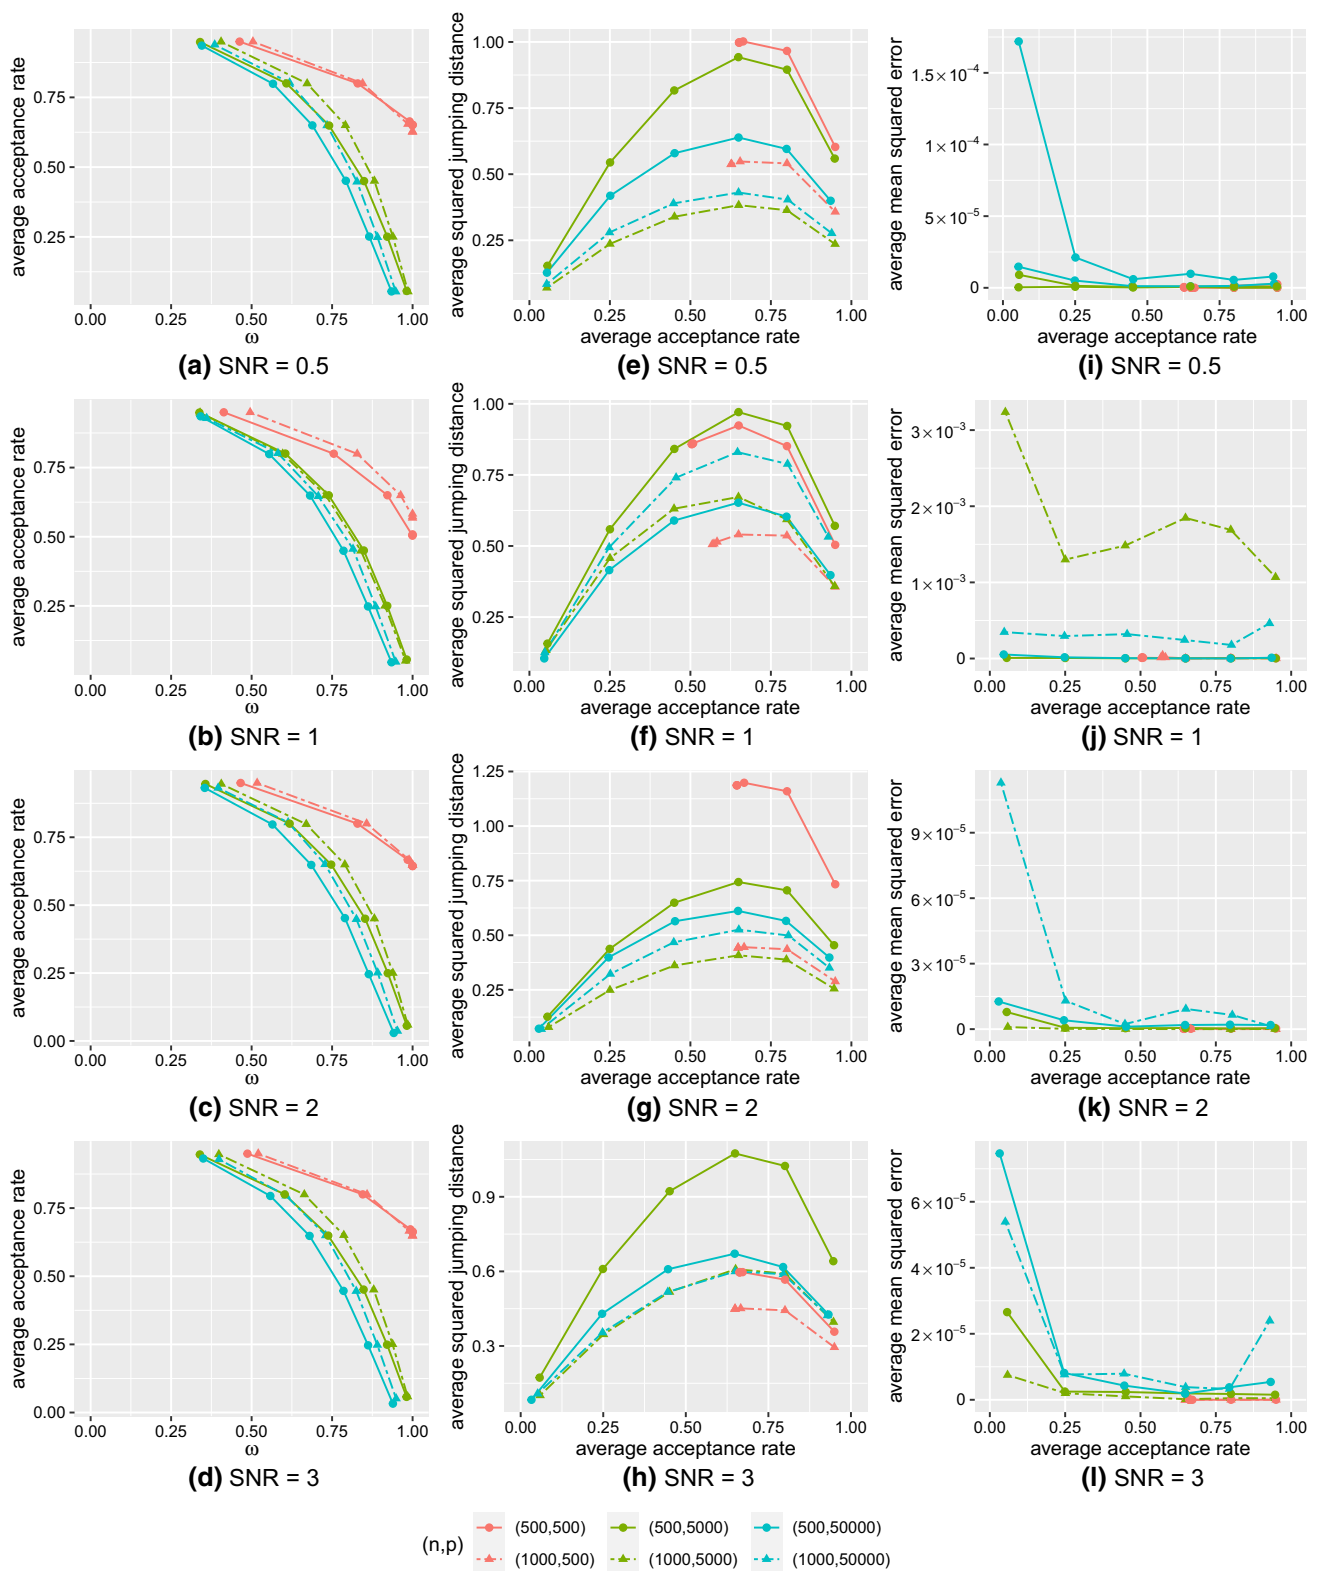 average acceptance rate
0.75
0.50
0.25
0.00 0.25 0.50 0.75 1.00
ω
(a) SNR = 0.5
average squared jumping distance
1.00
0.75
0.50
0.25
0.00 0.25 0.50 0.75 1.00
average acceptance rate
(e) SNR = 0.5
average mean squared error
1.5×10⁻⁴
1×10⁻⁴
5×10⁻⁵
0
0.00 0.25 0.50 0.75 1.00
average acceptance rate
(i) SNR = 0.5
average acceptance rate
0.75
0.50
0.25
0.00 0.25 0.50 0.75 1.00
ω
(b) SNR = 1
average squared jumping distance
1.00
0.75
0.50
0.25
0.00 0.25 0.50 0.75 1.00
average acceptance rate
(f) SNR = 1
average mean squared error
3×10⁻³
2×10⁻³
1×10⁻³
0
0.00 0.25 0.50 0.75 1.00
average acceptance rate
(j) SNR = 1
average acceptance rate
0.75
0.50
0.25
0.00
0.00 0.25 0.50 0.75 1.00
ω
(c) SNR = 2
average squared jumping distance
1.25
1.00
0.75
0.50
0.25
0.00 0.25 0.50 0.75 1.00
average acceptance rate
(g) SNR = 2
average mean squared error
9×10⁻⁵
6×10⁻⁵
3×10⁻⁵
0
0.00 0.25 0.50 0.75 1.00
average acceptance rate
(k) SNR = 2
average acceptance rate
0.75
0.50
0.25
0.00
0.00 0.25 0.50 0.75 1.00
ω
(d) SNR = 3
average squared jumping distance
0.9
0.6
0.3
0.00 0.25 0.50 0.75 1.00
average acceptance rate
(h) SNR = 3
average mean squared error
6×10⁻⁵
4×10⁻⁵
2×10⁻⁵
0
0.00 0.25 0.50 0.75 1.00
average acceptance rate
(l) SNR = 3
(n,p)
(500,500) (500,5000) (500,50000)
(1000,500) (1000,5000) (1000,50000)